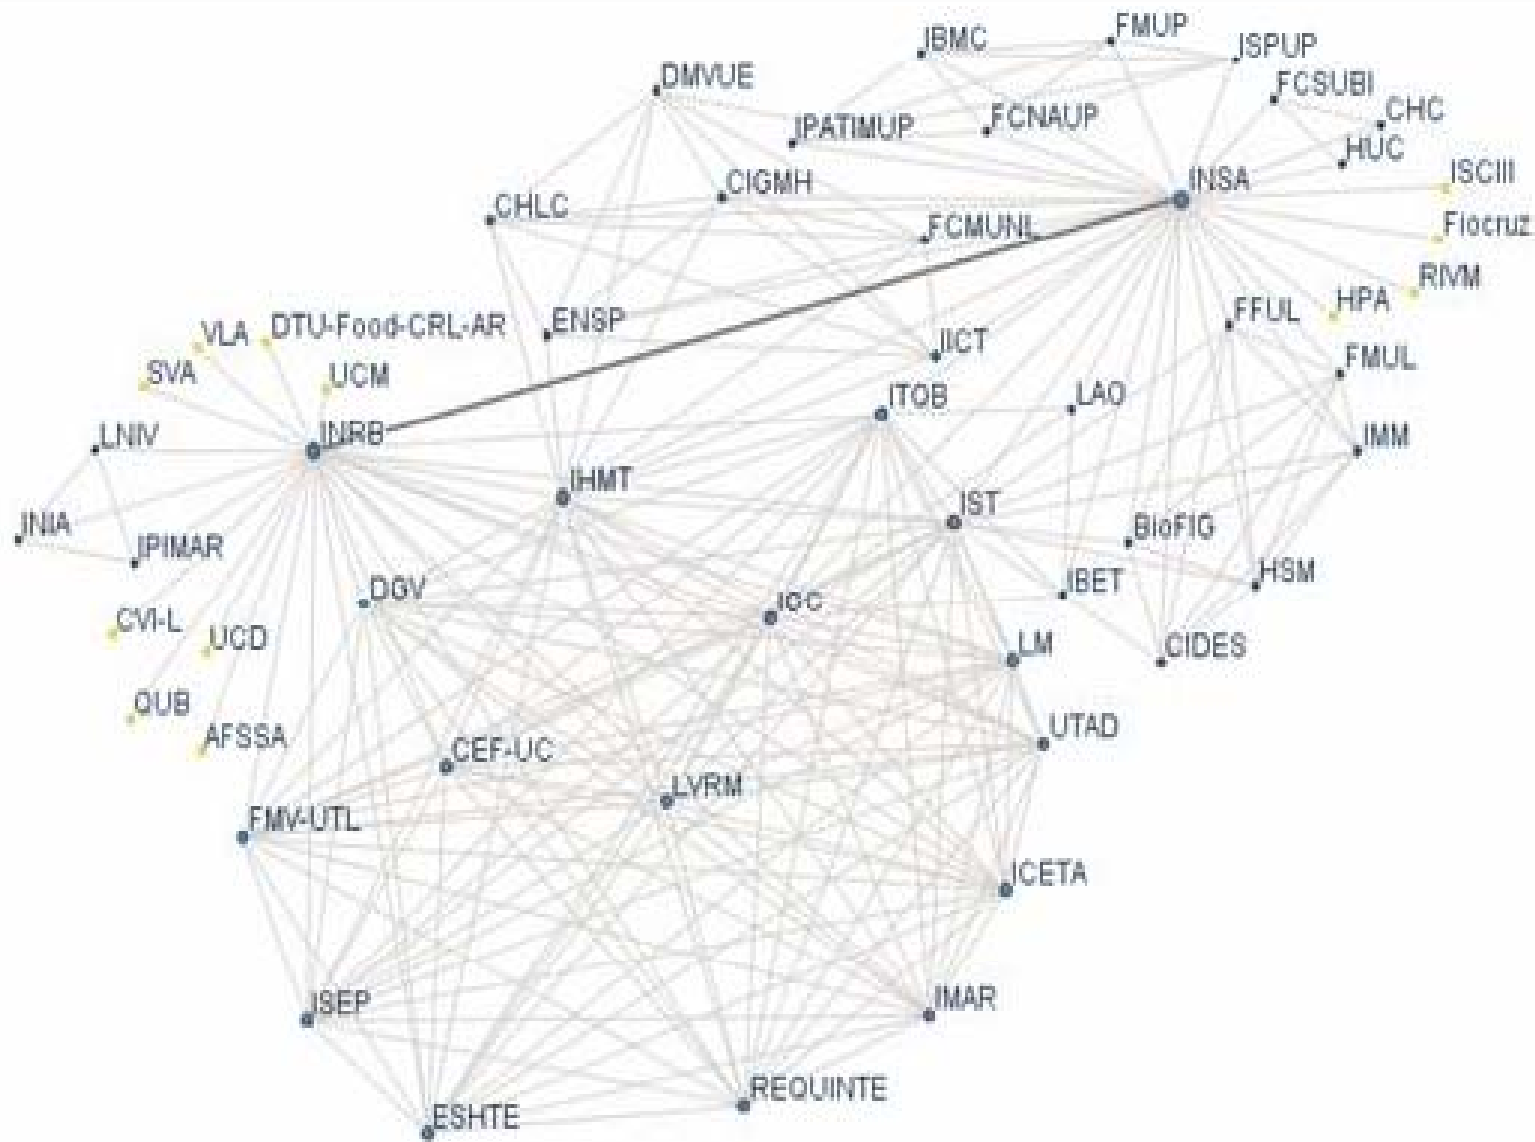 FMUP
IBMC
ISPUP
DMVUE
FCSUBI
CHC
IPATIMUP
FCNAUP
HUC
ISCIII
CIGMH
INSA
CHLC
FCMUNL
Fiocruz
RIVM
HPA
FFUL
ENSP
DTU-Food-CRL-AR
VLA
IICT
FMUL
SVA
UCM
ITQB
LAO
LNIV
INRB
IMM
IHMT
IST
INIA
BioFIG
IPIMAR
HSM
DGV
IBET
IGC
CVI-L
UCD
LM
CIDES
QUB
UTAD
AFSSA
CEF-UC
LVRM
FMV-UTL
ICETA
ISEP
IMAR
REQUINTE
ESHTE